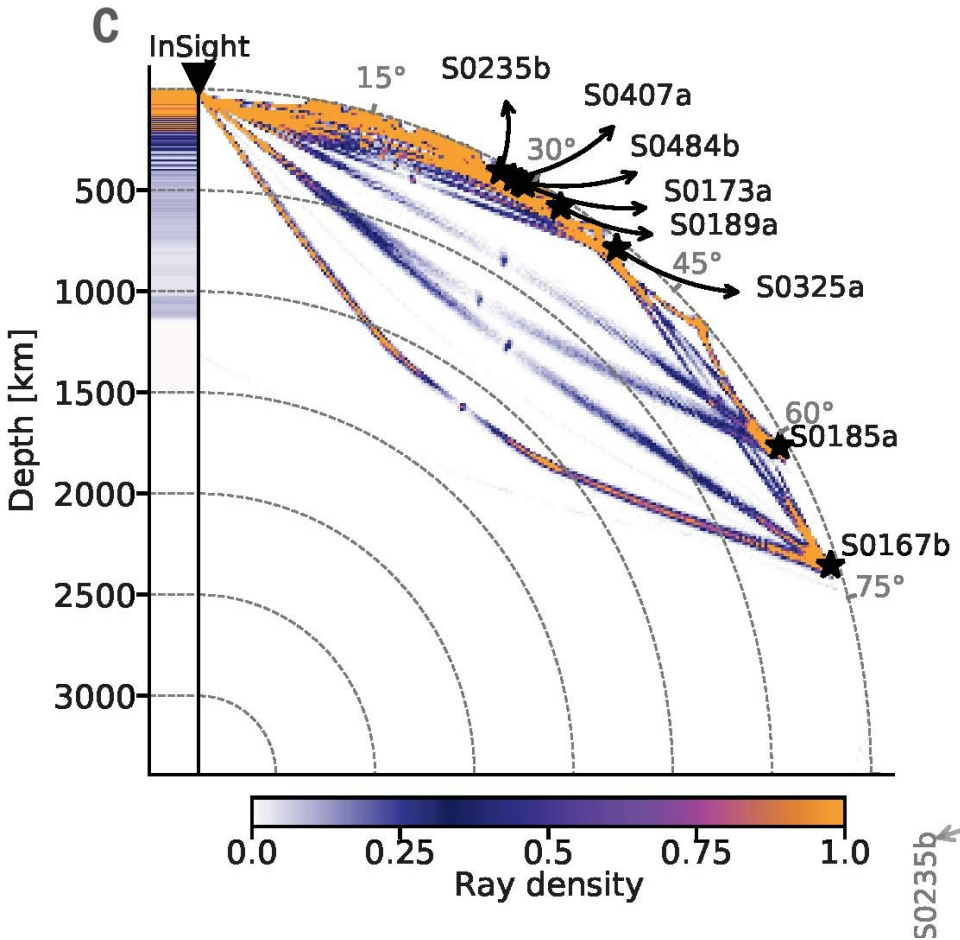 C
InSight
15°
S0235b
S0407a
30°
S0484b
S0173a
S0189a
45°
S0325a
60°
S0185a
S0167b
75°
Depth [km]
500
1000
1500
2000
2500
3000
0.0 0.25 0.5 0.75 1.0
Ray density
S0235b